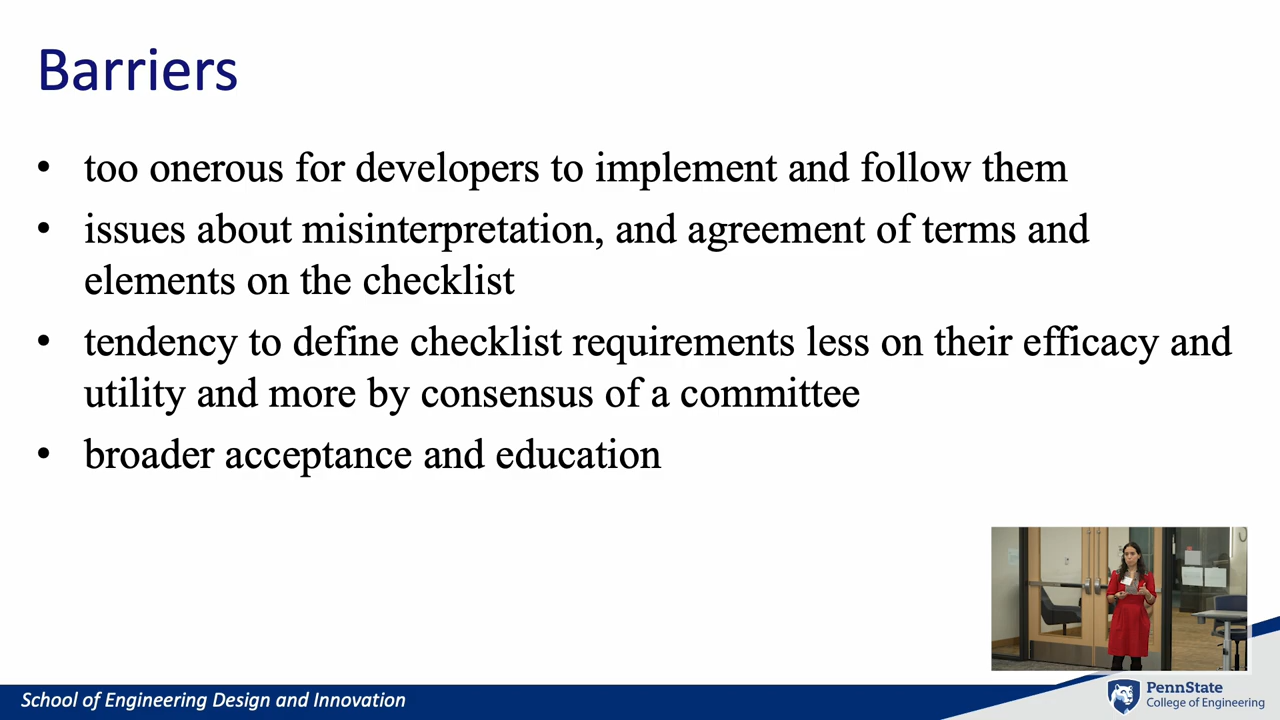 Barriers
• too onerous for developers to implement and follow them
• issues about misinterpretation, and agreement of terms and
elements on the checklist
• tendency to define checklist requirements less on their efficacy and
utility and more by consensus of a committee
• broader acceptance and education
School of Engineering Design and Innovation
PennState
College of Engineering